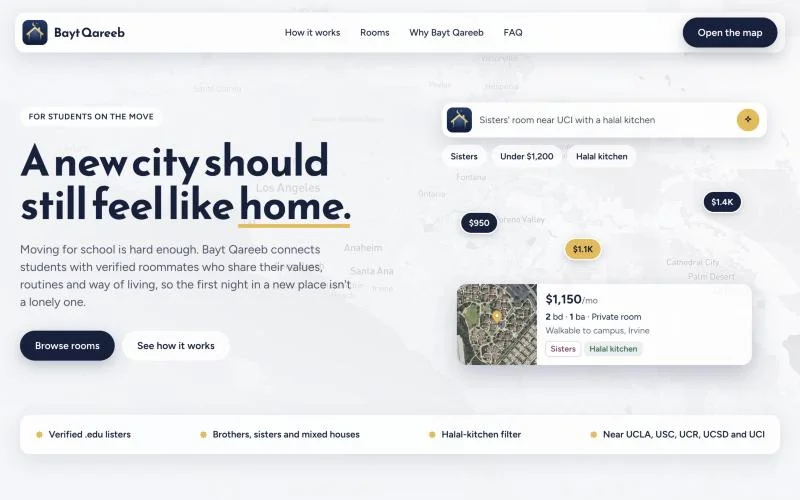 Bayt Qareeb
How it works
Rooms
Why Bayt Qareeb
FAQ
Open the map
Victorville
Hesperia
Santa Clarita
FOR STUDENTS ON THE MOVE
A new city should
still feel like home.
Los Angeles
Moving for school is hard enough. Bayt Qareeb connects
students with verified roommates who share their values,
routines and way of living, so the first night in a new place isn't
a lonely one.
Anaheim
Santa Ana
Irvine
Browse rooms
See how it works
Sisters' room near UCI with a halal kitchen
Sisters
Under $1,200
Halal kitchen
Fontana
Ontario
$1.4K
$950
Moreno Valley
$1.1K
Cathedral City
Palm Desert
$1,150/mo
2 bd · 1 ba · Private room
Walkable to campus, Irvine
Sisters
Halal kitchen
Verified .edu listers
Brothers, sisters and mixed houses
Halal-kitchen filter
Near UCLA, USC, UCR, UCSD and UCI